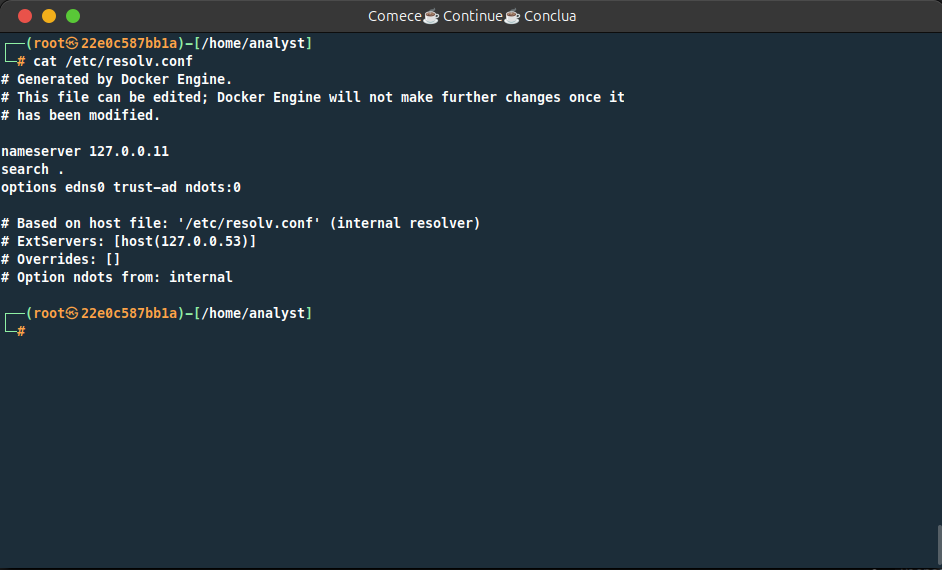 Comece☕ Continue☕ Conclua
┌──(root㉿22e0c587bb1a)-[/home/analyst]
└─# cat /etc/resolv.conf
# Generated by Docker Engine.
# This file can be edited; Docker Engine will not make further changes once it
# has been modified.
nameserver 127.0.0.11
search .
options edns0 trust-ad ndots:0
# Based on host file: '/etc/resolv.conf' (internal resolver)
# ExtServers: [host(127.0.0.53)]
# Overrides: []
# Option ndots from: internal
┌──(root㉿22e0c587bb1a)-[/home/analyst]
└─#